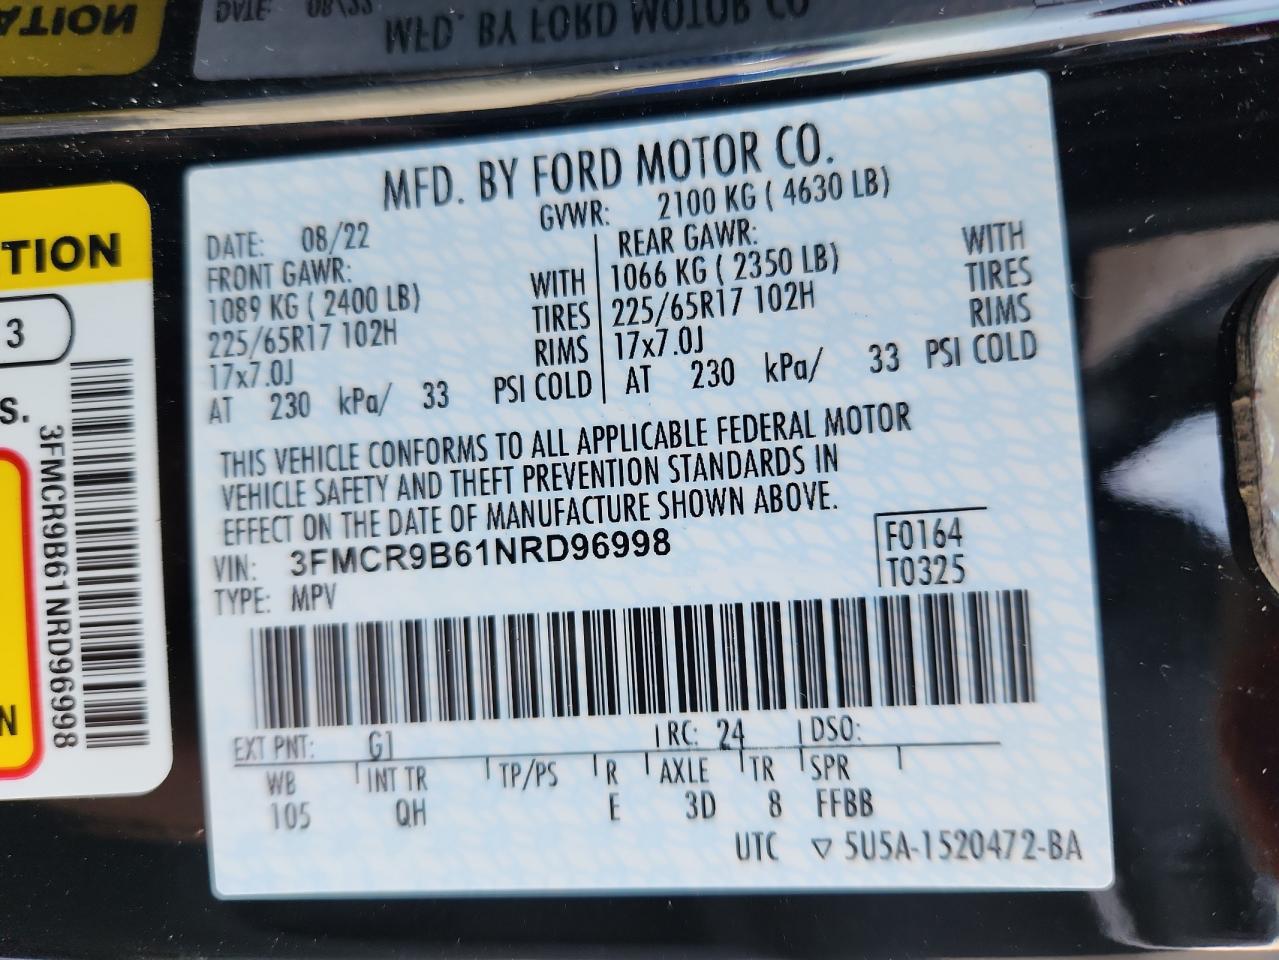 MFD. BY FORD MOTOR CO.
DATE: 08/22 GVWR: 2100 KG ( 4630 LB)
FRONT GAWR: REAR GAWR:
1089 KG ( 2400 LB) WITH 1066 KG ( 2350 LB) WITH
225/65R17 102H TIRES 225/65R17 102H TIRES
17x7.0J RIMS 17x7.0J RIMS
AT 230 kPa/ 33 PSI COLD AT 230 kPa/ 33 PSI COLD
THIS VEHICLE CONFORMS TO ALL APPLICABLE FEDERAL MOTOR
VEHICLE SAFETY AND THEFT PREVENTION STANDARDS IN
EFFECT ON THE DATE OF MANUFACTURE SHOWN ABOVE.
VIN: 3FMCR9B61NRD96998 F0164
TYPE: MPV T0325
EXT PNT: G1 RC: 24 DSO:
WB INT TR TP/PS R AXLE TR SPR
105 QH E 3D 8 FFBB
UTC ▽ 5U5A-1520472-BA
TION
3
S.
3FMCR9B61NRD96998
N
DATE 08/22
MFD. BY FORD MOTOR CO